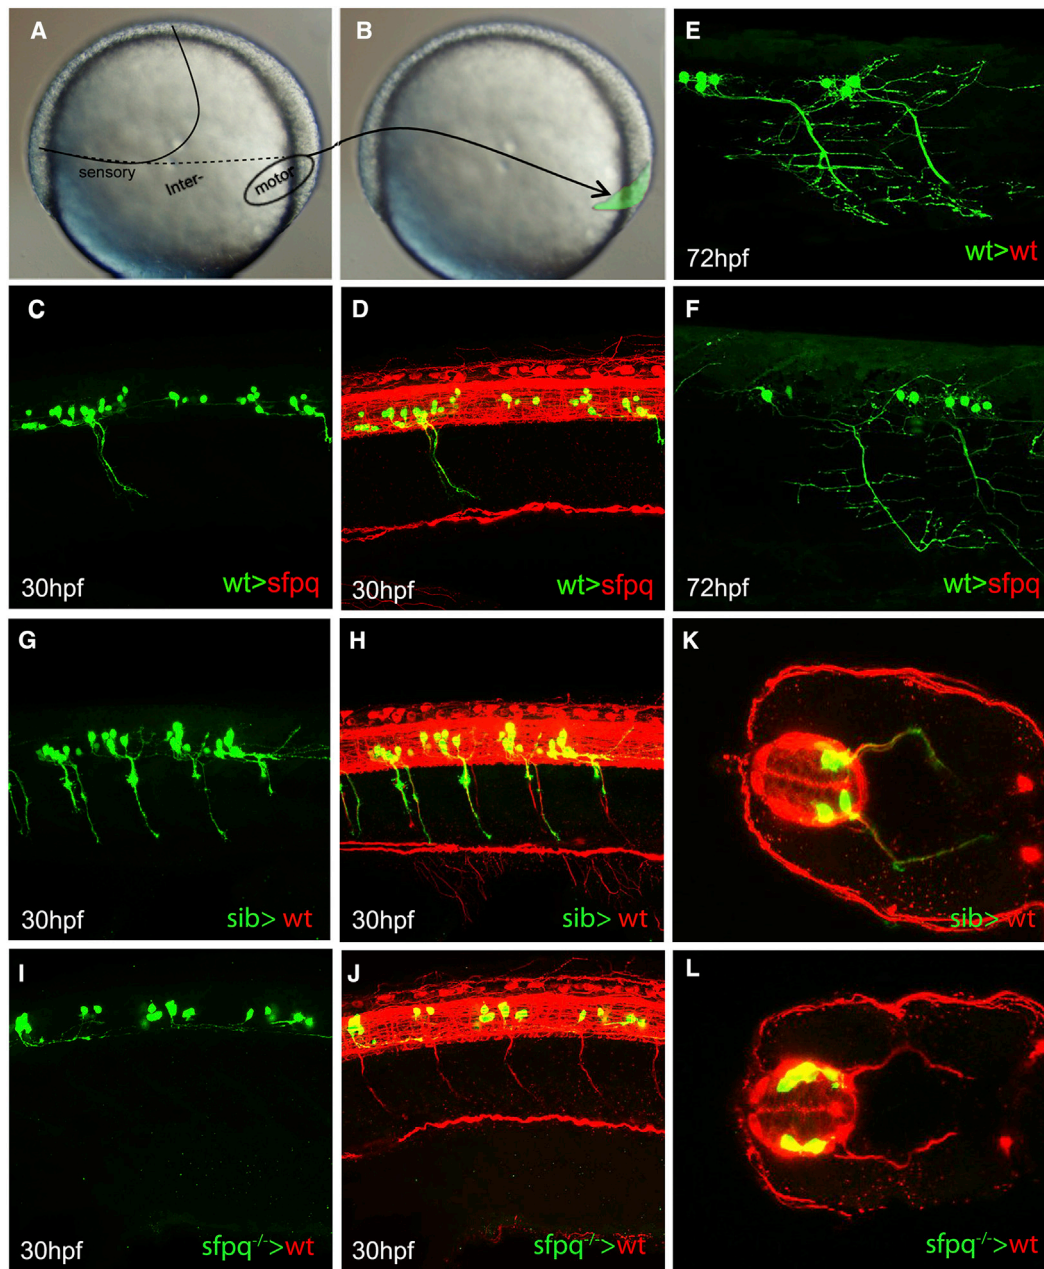 A
sensory
Inter-
motor
B
E
72hpf
wt>wt
C
30hpf
wt>sfpq
D
30hpf
wt>sfpq
F
72hpf
wt>sfpq
G
30hpf
sib> wt
H
30hpf
sib> wt
K
sib> wt
I
30hpf
sfpq-/->wt
J
30hpf
sfpq-/->wt
L
sfpq-/->wt